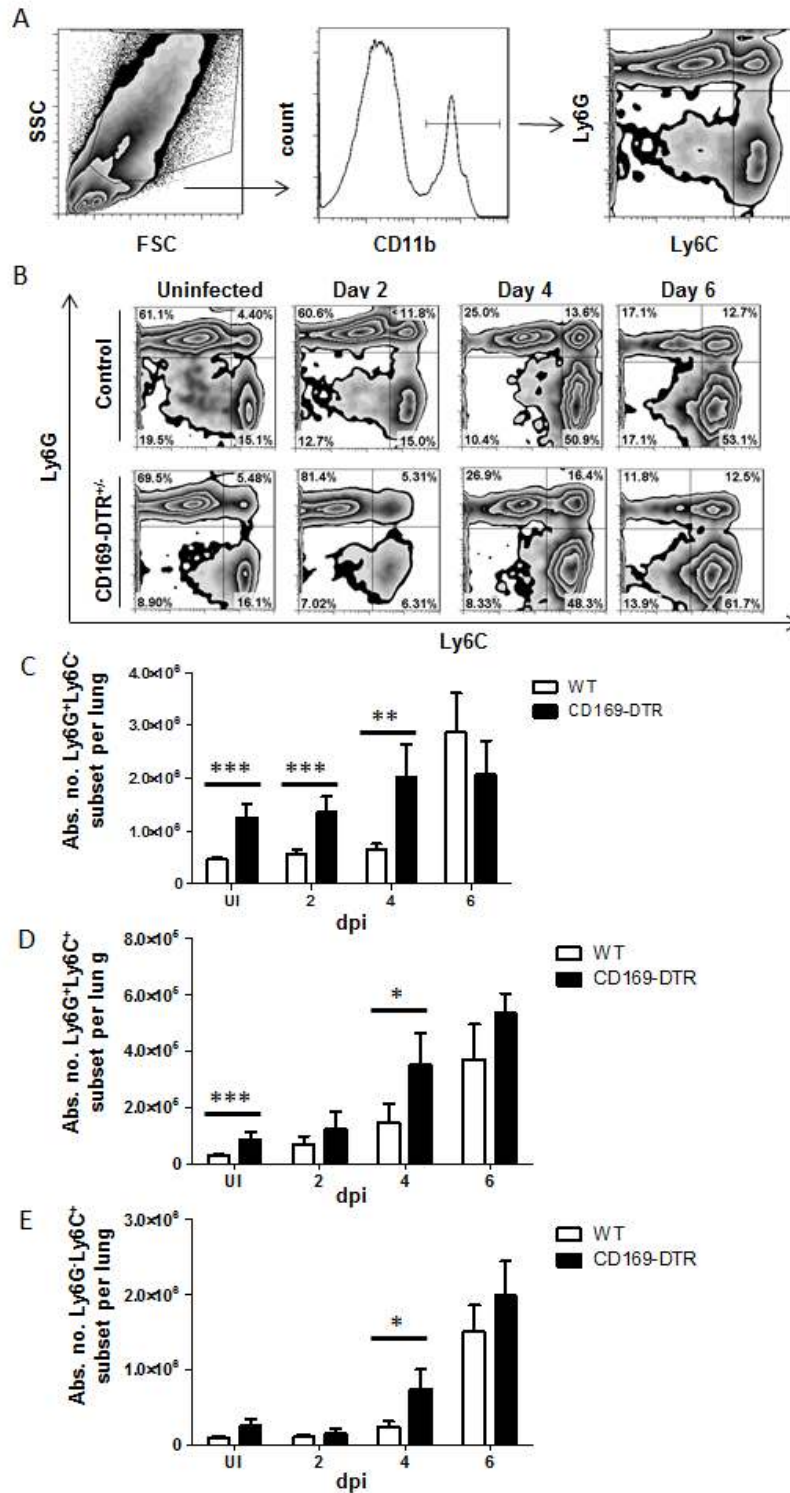 A
SSC
FSC
count
CD11b
Ly6G
Ly6C
B
Uninfected
Day 2
Day 4
Day 6
Ly6G
Control
61.1% 4.40%
19.5% 15.1%
60.6% 11.8%
12.7% 15.0%
25.0% 13.6%
10.4% 50.9%
17.1% 12.7%
17.1% 53.1%
CD169-DTR+/-
69.5% 5.48%
8.90% 16.1%
81.4% 5.31%
7.02% 6.31%
26.9% 16.4%
8.33% 48.3%
11.8% 12.5%
13.9% 61.7%
Ly6C
C
Abs. no. Ly6G⁺Ly6C⁻
subset per lung
4.0×10⁶
3.0×10⁶
2.0×10⁶
1.0×10⁶
0
*** *** **
UI 2 4 6
dpi
WT
CD169-DTR
D
Abs. no. Ly6G⁺Ly6C⁺
subset per lung
8.0×10⁶
6.0×10⁶
4.0×10⁶
2.0×10⁶
0
*** *
UI 2 4 6
dpi
WT
CD169-DTR
E
Abs. no. Ly6G⁻Ly6C⁺
subset per lung
3.0×10⁶
2.0×10⁶
1.0×10⁶
0
*
UI 2 4 6
dpi
WT
CD169-DTR